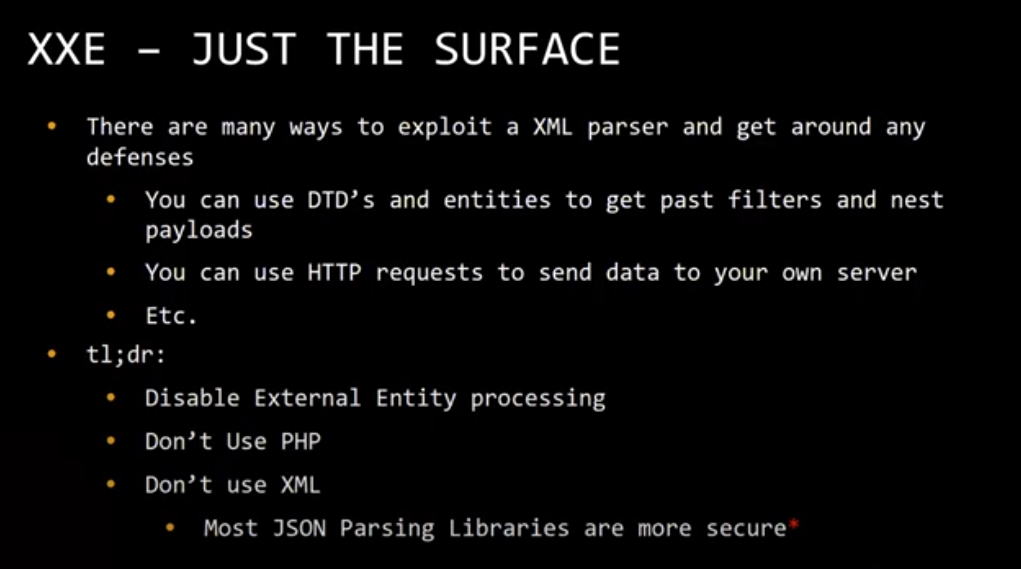 XXE – JUST THE SURFACE
• There are many ways to exploit a XML parser and get around any
defenses
• You can use DTD’s and entities to get past filters and nest
payloads
• You can use HTTP requests to send data to your own server
• Etc.
• tl;dr:
• Disable External Entity processing
• Don’t Use PHP
• Don’t use XML
• Most JSON Parsing Libraries are more secure*